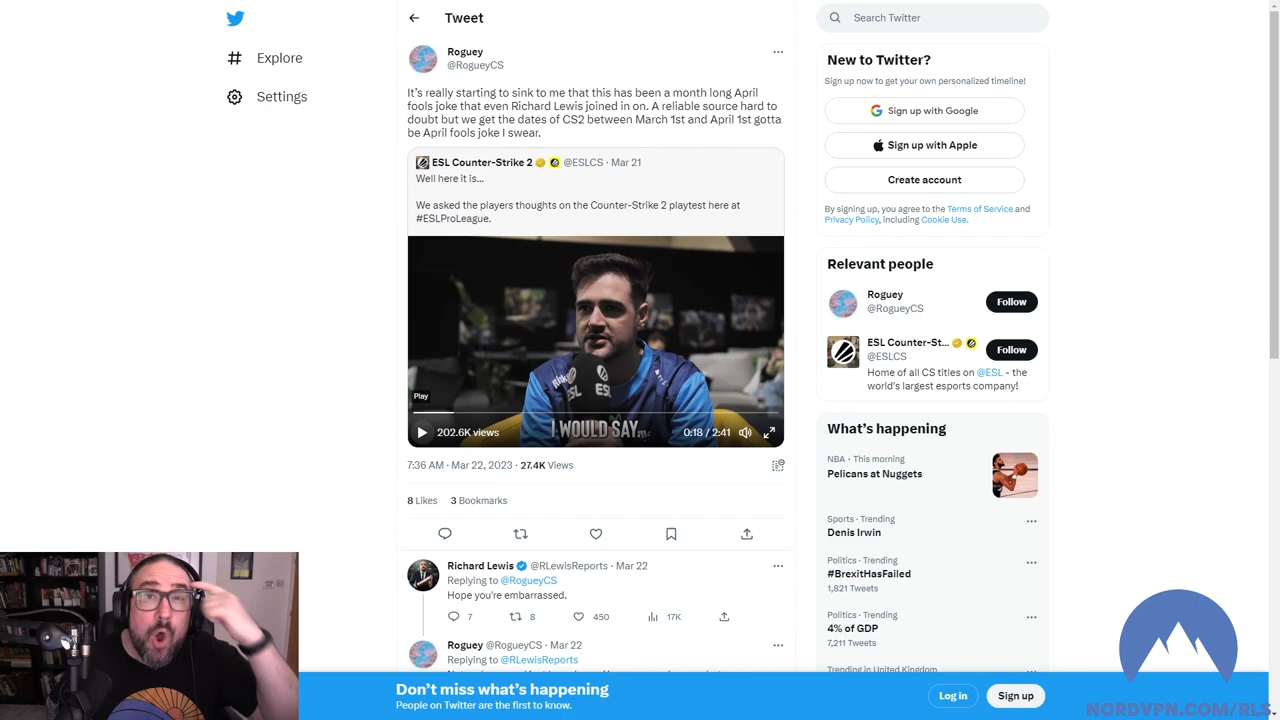 Tweet
Search Twitter
Explore
Settings
Roguey
@RogueyCS
It's really starting to sink to me that this has been a month long April
fools joke that even Richard Lewis joined in on. A reliable source hard to
doubt but we get the dates of CS2 between March 1st and April 1st gotta
be April fools joke I swear.
ESL Counter-Strike 2 @ESLCS · Mar 21
Well here it is...
We asked the players thoughts on the Counter-Strike 2 playtest here at
#ESLProLeague.
ESL
Play
I WOULD SAY
202.6K views
0:18 / 2:41
7:36 AM · Mar 22, 2023 · 27.4K Views
8 Likes 3 Bookmarks
Richard Lewis @RLewisReports · Mar 22
Replying to @RogueyCS
Hope you're embarrassed.
7 8 450 17K
Roguey @RogueyCS · Mar 22
Replying to @RLewisReports
New to Twitter?
Sign up now to get your own personalized timeline!
Sign up with Google
Sign up with Apple
Create account
By signing up, you agree to the Terms of Service and
Privacy Policy, including Cookie Use.
Relevant people
Roguey
@RogueyCS
Follow
ESL Counter-St...
@ESLCS
Follow
Home of all CS titles on @ESL - the
world's largest esports company!
What's happening
NBA · This morning
Pelicans at Nuggets
Sports · Trending
Denis Irwin
Politics · Trending
#BrexitHasFailed
1,821 Tweets
Politics · Trending
4% of GDP
7,211 Tweets
Trending in United Kingdom
Don't miss what's happening
People on Twitter are the first to know.
Log in
Sign up
NORDVPN.COM/RLS